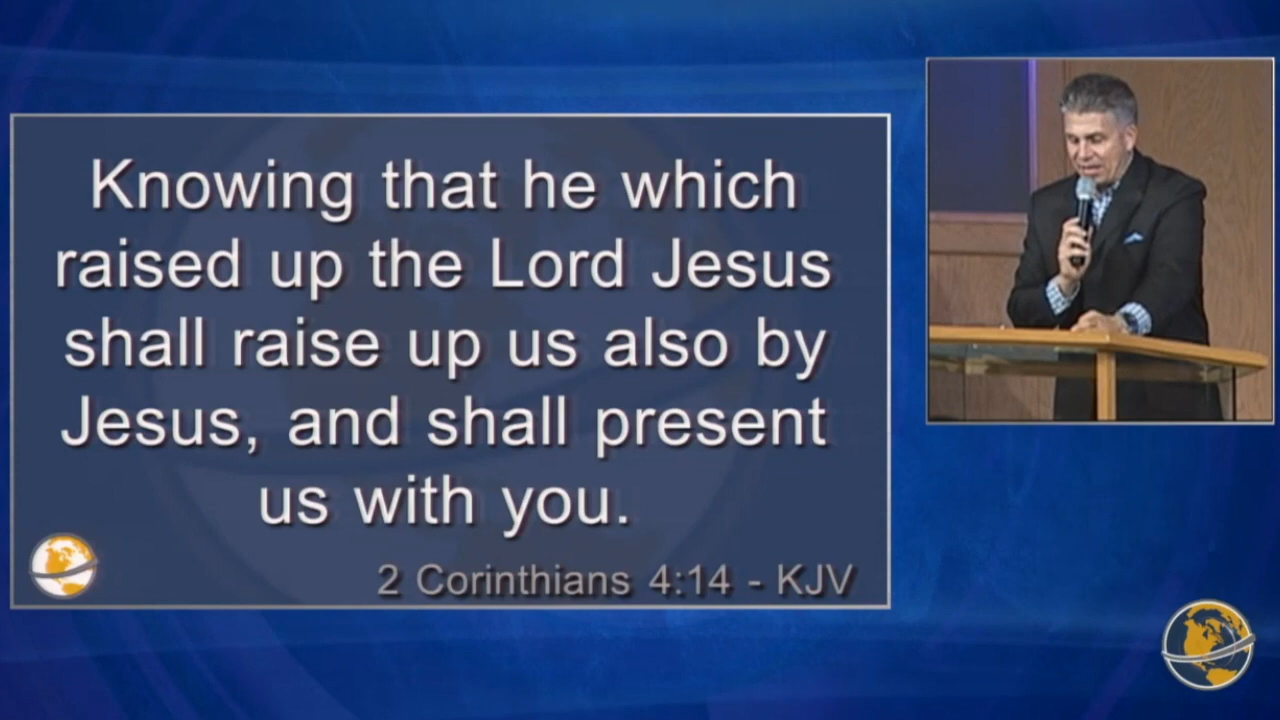 Knowing that he which
raised up the Lord Jesus
shall raise up us also by
Jesus, and shall present
us with you.
2 Corinthians 4:14 - KJV